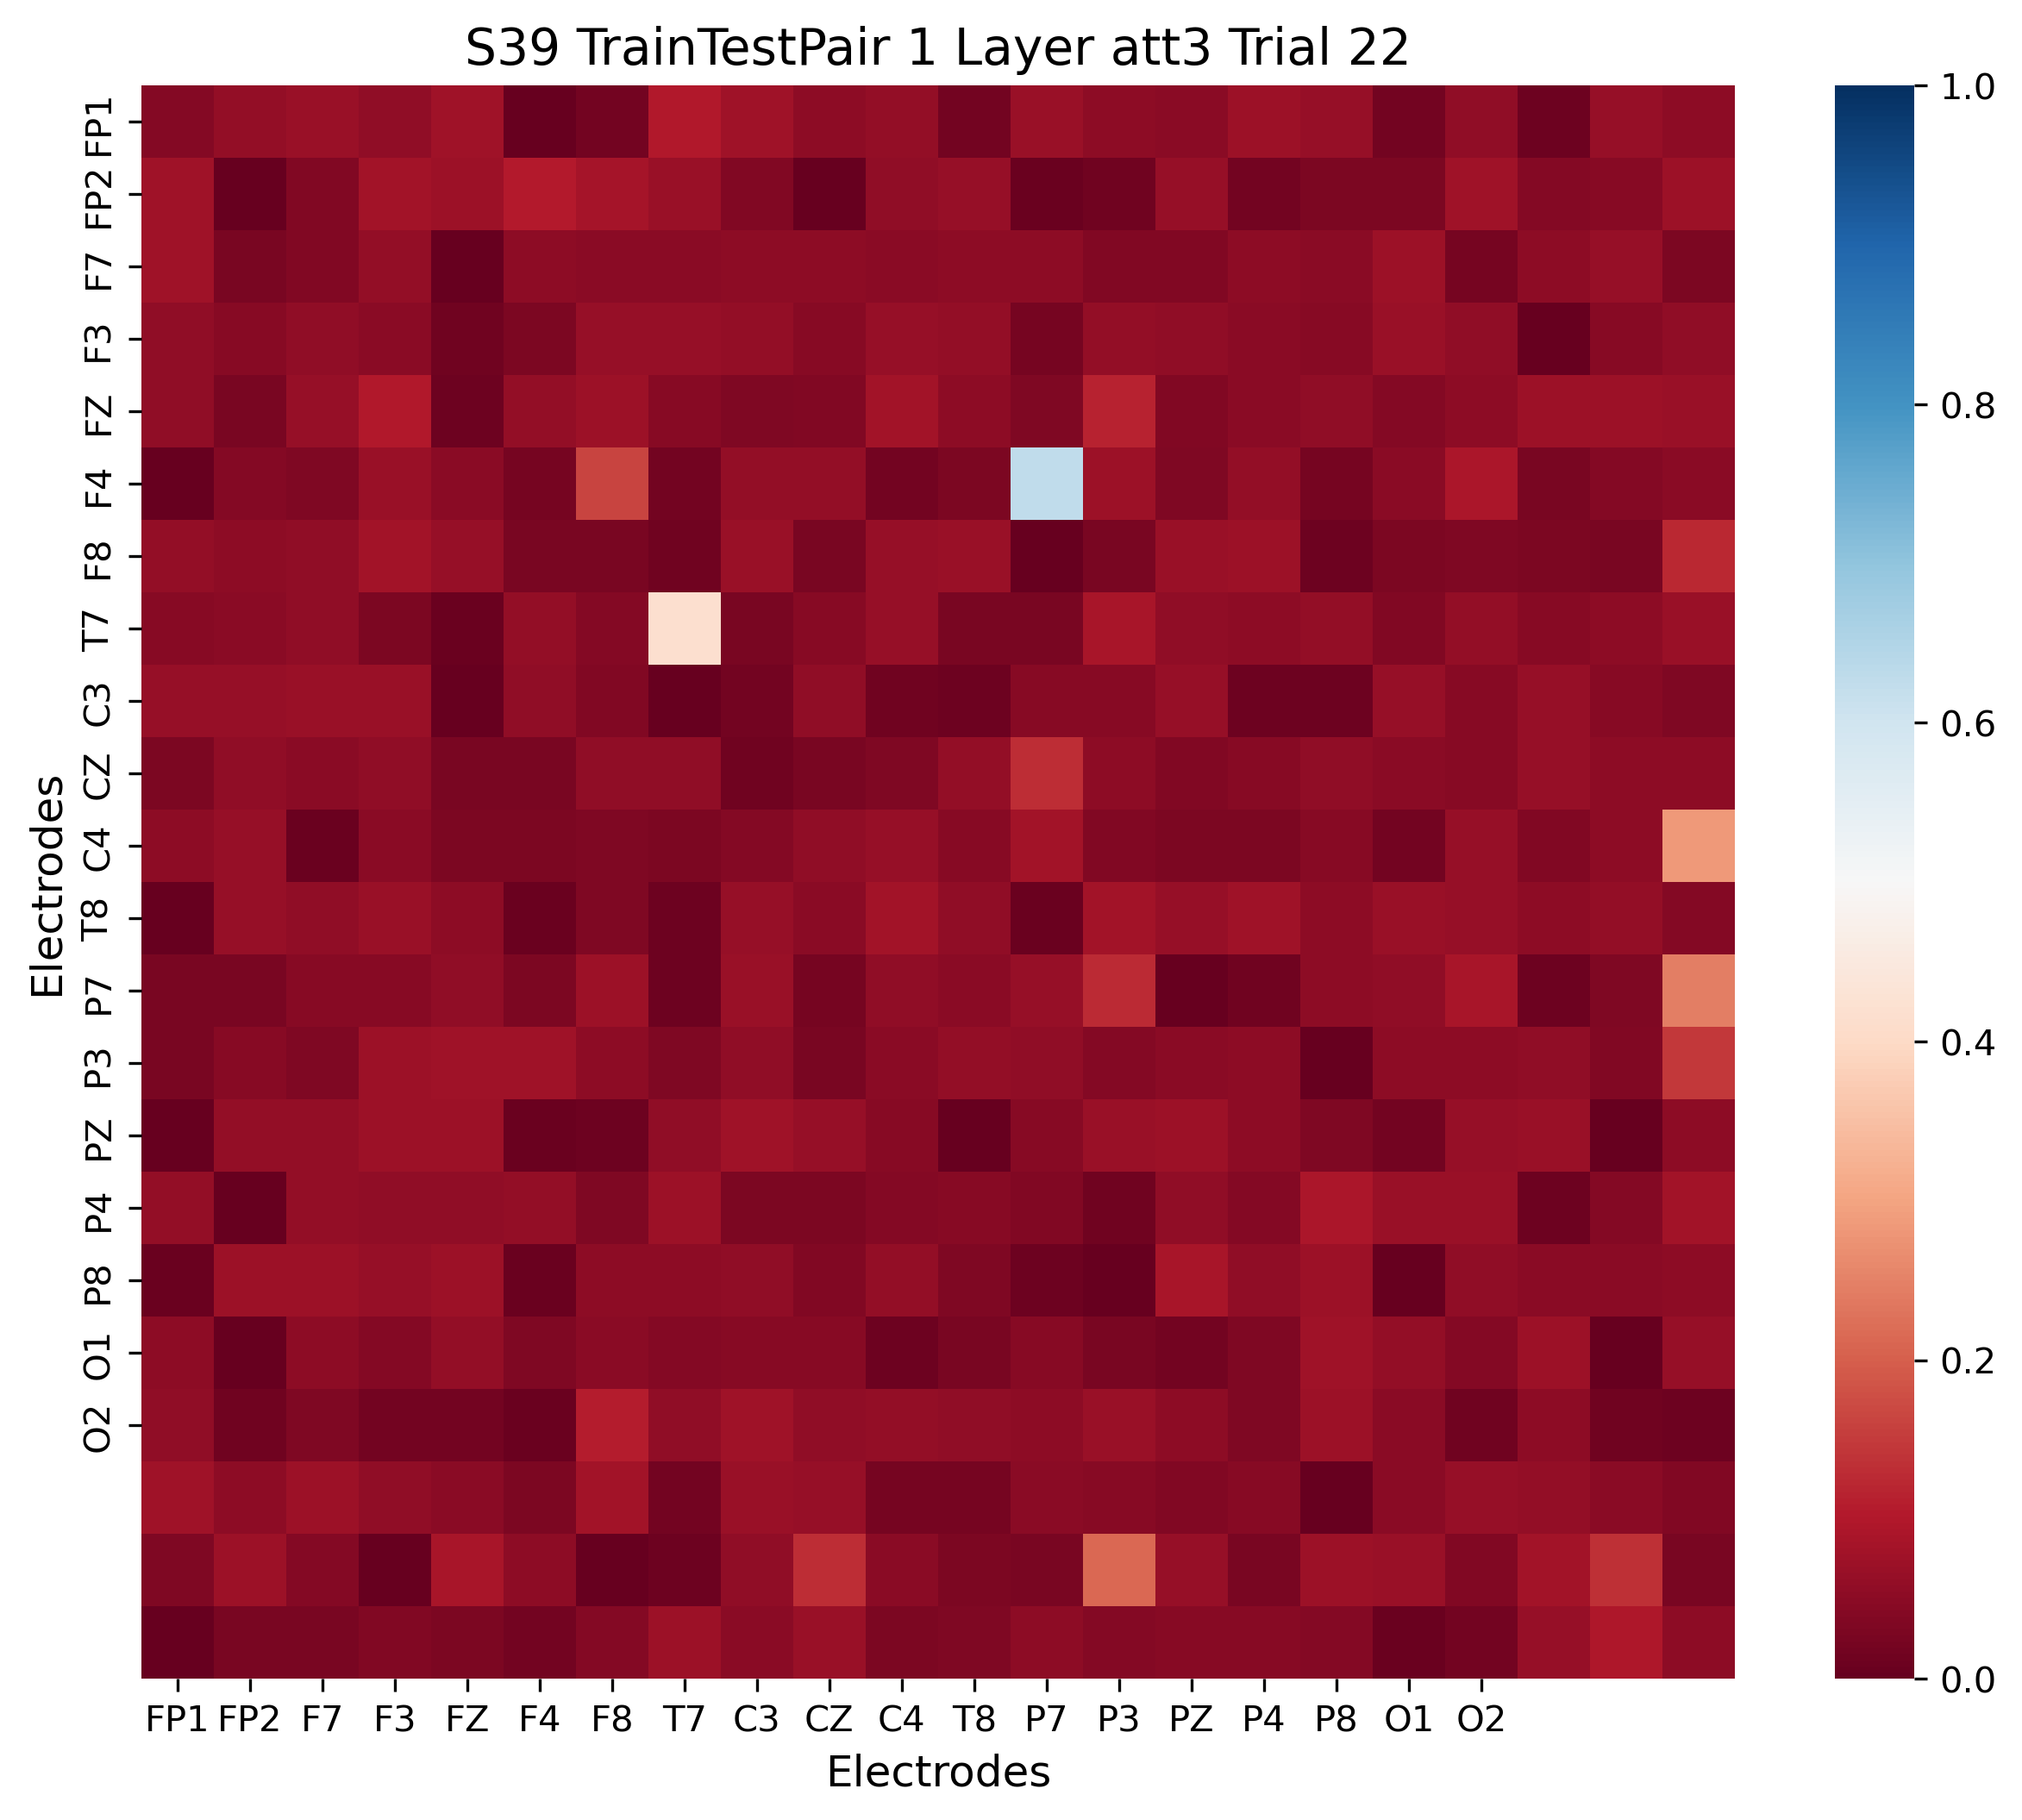 S39 TrainTestPair 1 Layer att3 Trial 22
Electrodes
FP1
FP2
F7
F3
FZ
F4
F8
T7
C3
CZ
C4
T8
P7
P3
PZ
P4
P8
O1
O2
FP1 FP2 F7 F3 FZ F4 F8 T7 C3 CZ C4 T8 P7 P3 PZ P4 P8 O1 O2
Electrodes
1.0
0.8
0.6
0.4
0.2
0.0